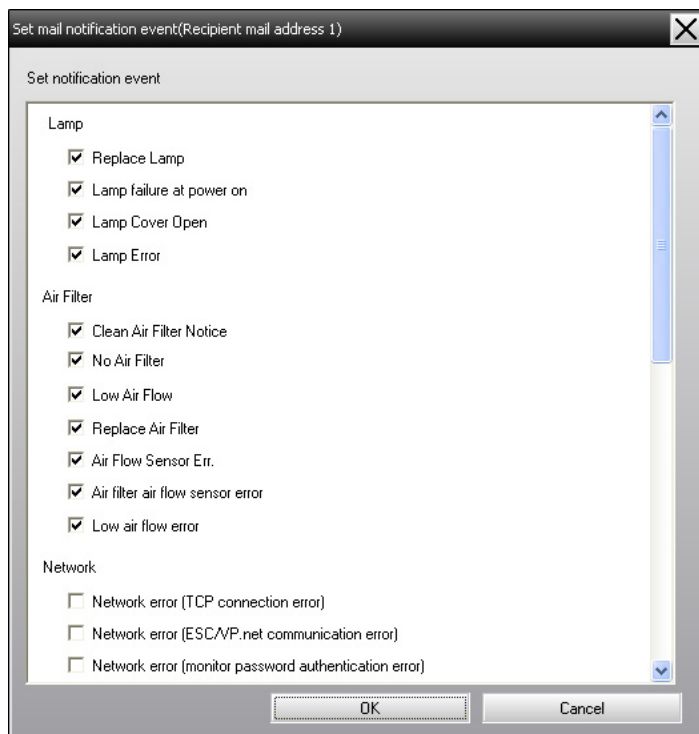 Set mail notification event(Recipient mail address 1)
Set notification event
Lamp
Replace Lamp
Lamp failure at power on
Lamp Cover Open
Lamp Error
Air Filter
Clean Air Filter Notice
No Air Filter
Low Air Flow
Replace Air Filter
Air Flow Sensor Err.
Air filter air flow sensor error
Low air flow error
Network
Network error (TCP connection error)
Network error (ESC/VP.net communication error)
Network error (monitor password authentication error)
OK
Cancel